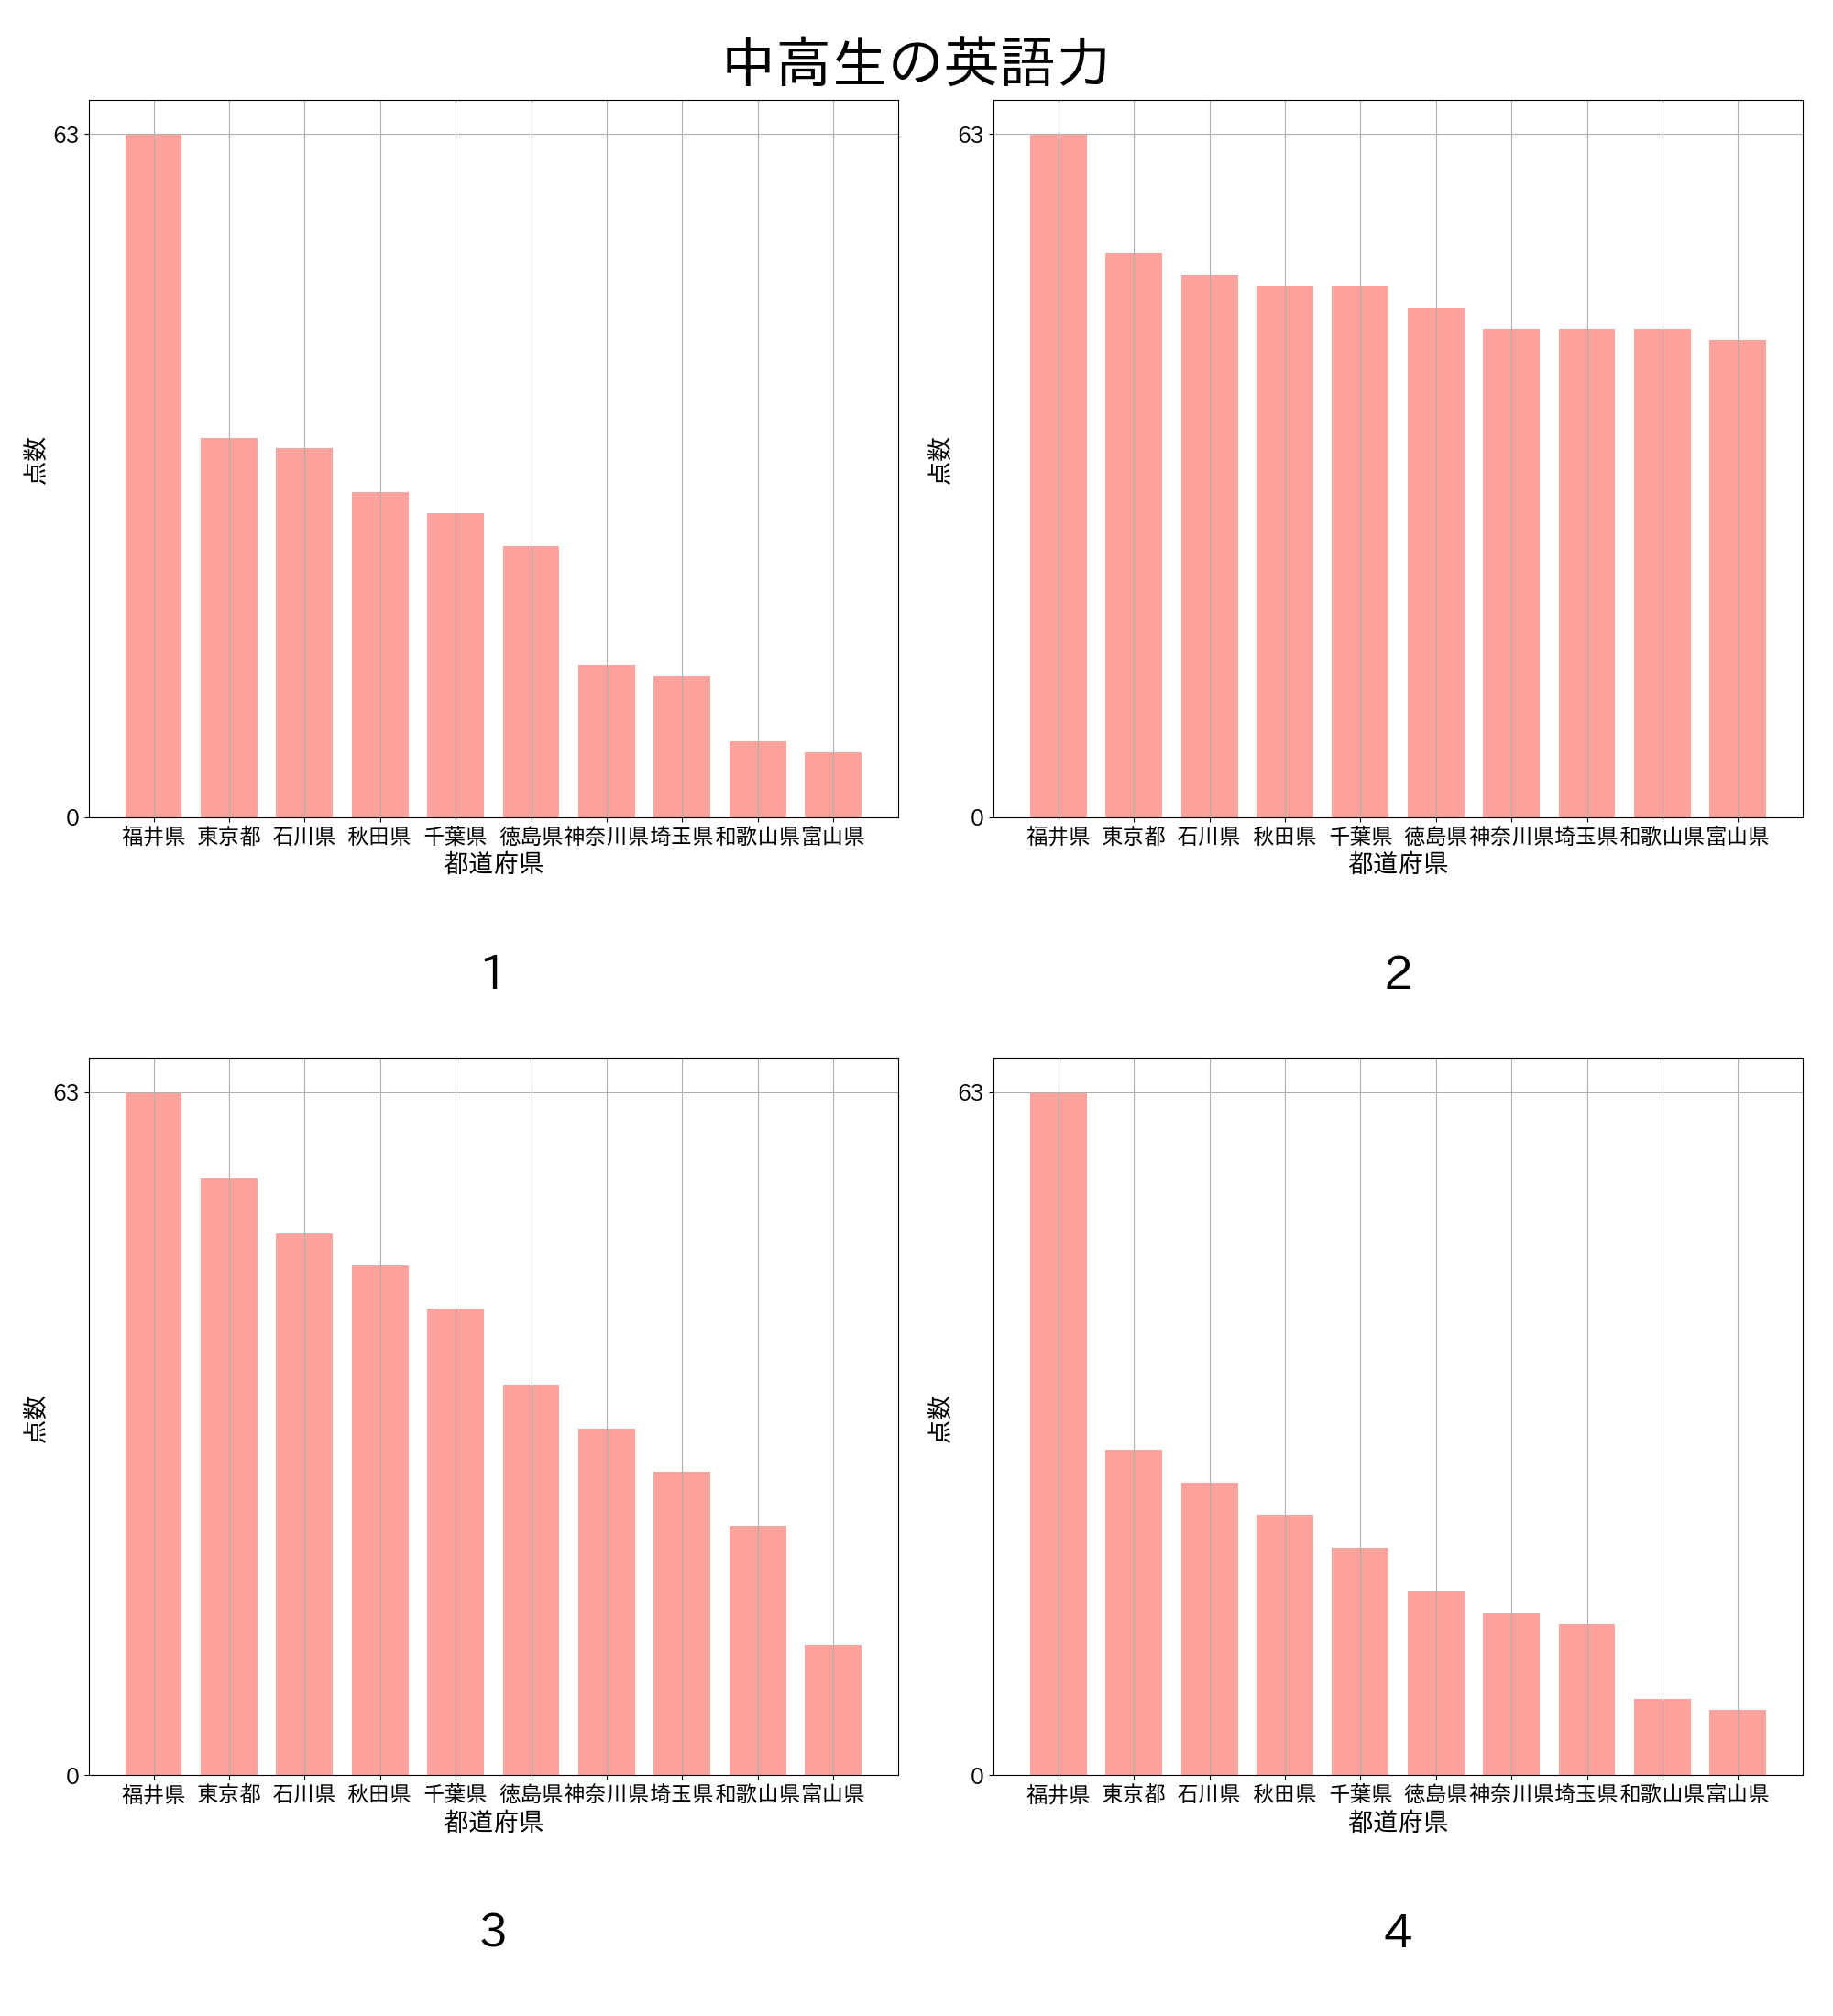 中高生の英語力
63
0
点数
福井県 東京都 石川県 秋田県 千葉県 徳島県 神奈川県 埼玉県 和歌山県 富山県
都道府県
1
63
0
点数
福井県 東京都 石川県 秋田県 千葉県 徳島県 神奈川県 埼玉県 和歌山県 富山県
都道府県
2
63
0
点数
福井県 東京都 石川県 秋田県 千葉県 徳島県 神奈川県 埼玉県 和歌山県 富山県
都道府県
3
63
0
点数
福井県 東京都 石川県 秋田県 千葉県 徳島県 神奈川県 埼玉県 和歌山県 富山県
都道府県
4